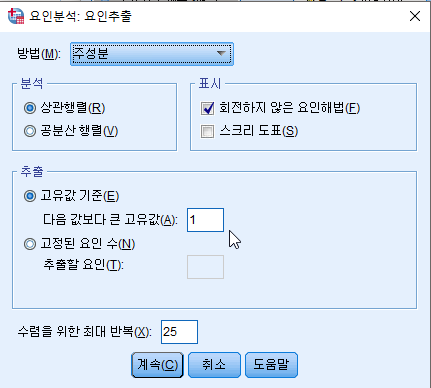 요인분석: 요인추출
방법(M): 주성분
분석
상관행렬(R)
공분산 행렬(V)
표시
회전하지 않은 요인해법(F)
스크리 도표(S)
추출
고유값 기준(E)
다음 값보다 큰 고유값(A): 1
고정된 요인 수(N)
추출할 요인(T):
수렴을 위한 최대 반복(X): 25
계속(C) 취소 도움말